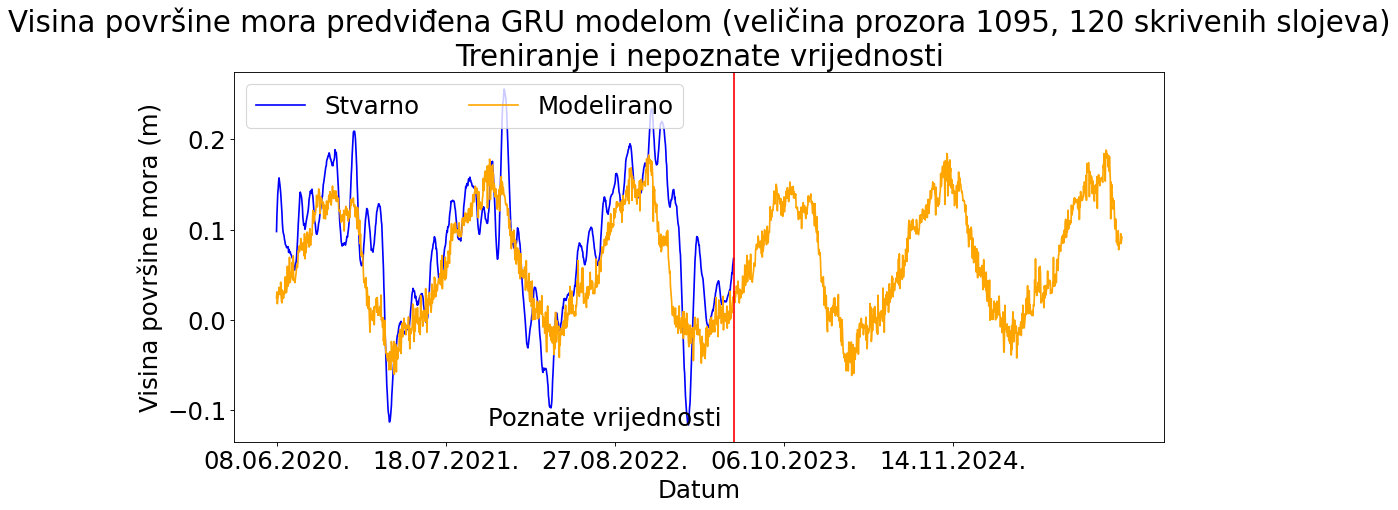 Visina površine mora predviđena GRU modelom (veličina prozora 1095, 120 skrivenih slojeva)
Treniranje i nepoznate vrijednosti
Stvarno Modelirano
Visina površine mora (m)
0.2
0.1
0.0
−0.1
Poznate vrijednosti
08.06.2020. 18.07.2021. 27.08.2022. 06.10.2023. 14.11.2024.
Datum